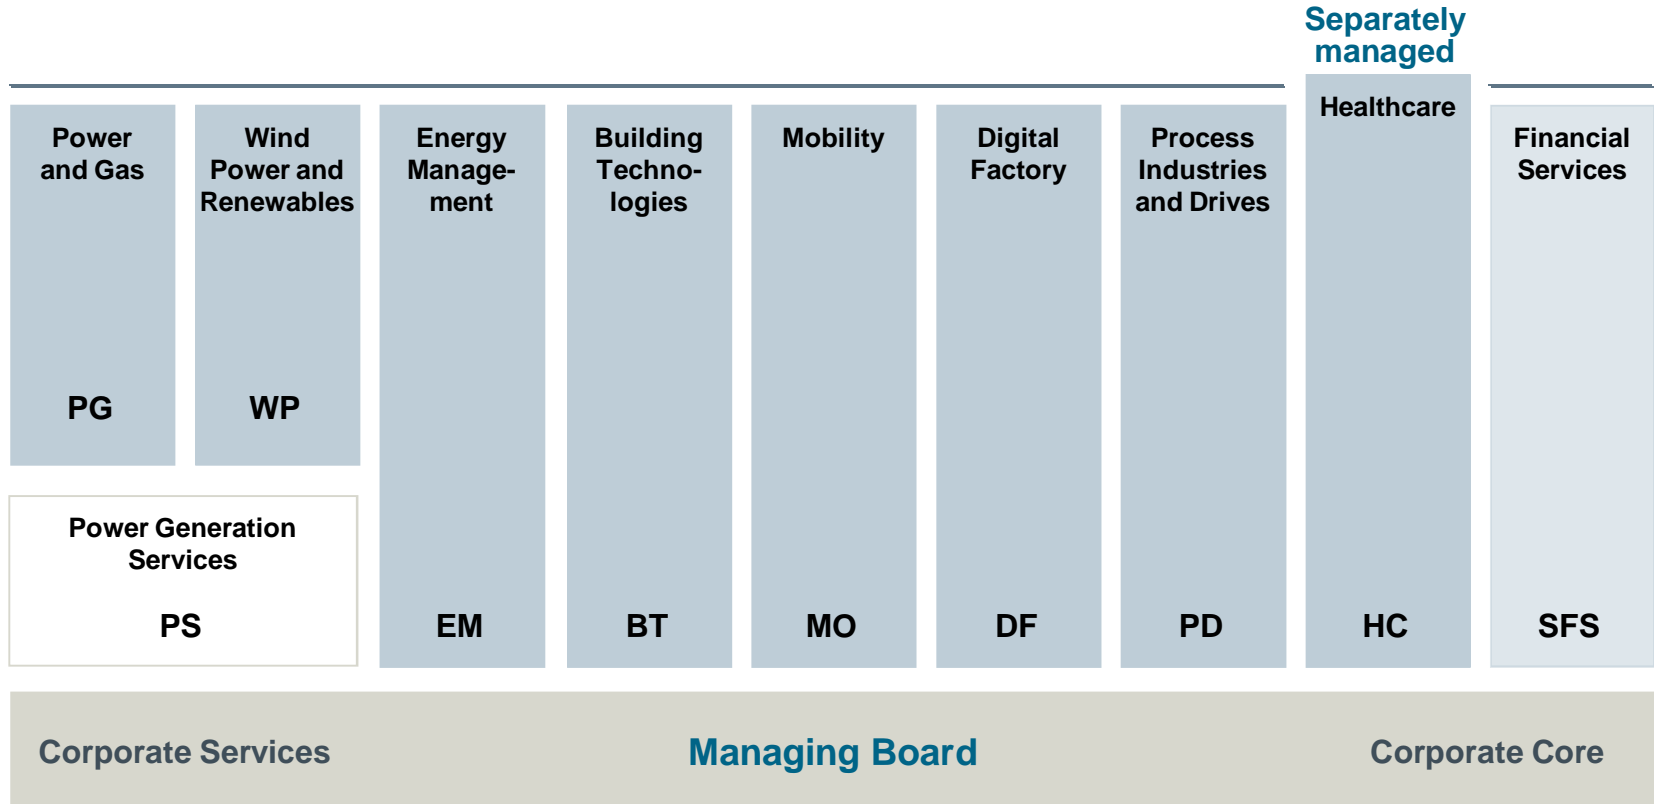 Separately
managed
Power
and Gas
PG
Wind
Power and
Renewables
WP
Power Generation
Services
PS
Energy
Manage-
ment
EM
Building
Techno-
logies
BT
Mobility
MO
Digital
Factory
DF
Process
Industries
and Drives
PD
Healthcare
HC
Financial
Services
SFS
Corporate Services
Managing Board
Corporate Core